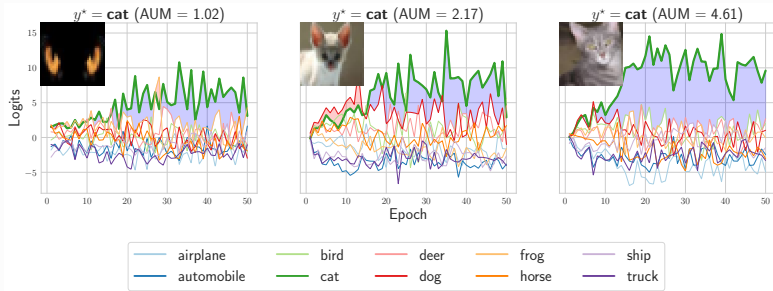 y* = cat (AUM = 1.02) y* = cat (AUM = 2.17) y* = cat (AUM = 4.61)
Logits
10
5
0
−5
0 10 20 30 40 50 0 10 20 30 40 50 0 10 20 30 40 50
Epoch
airplane bird deer frog ship
automobile cat dog horse truck